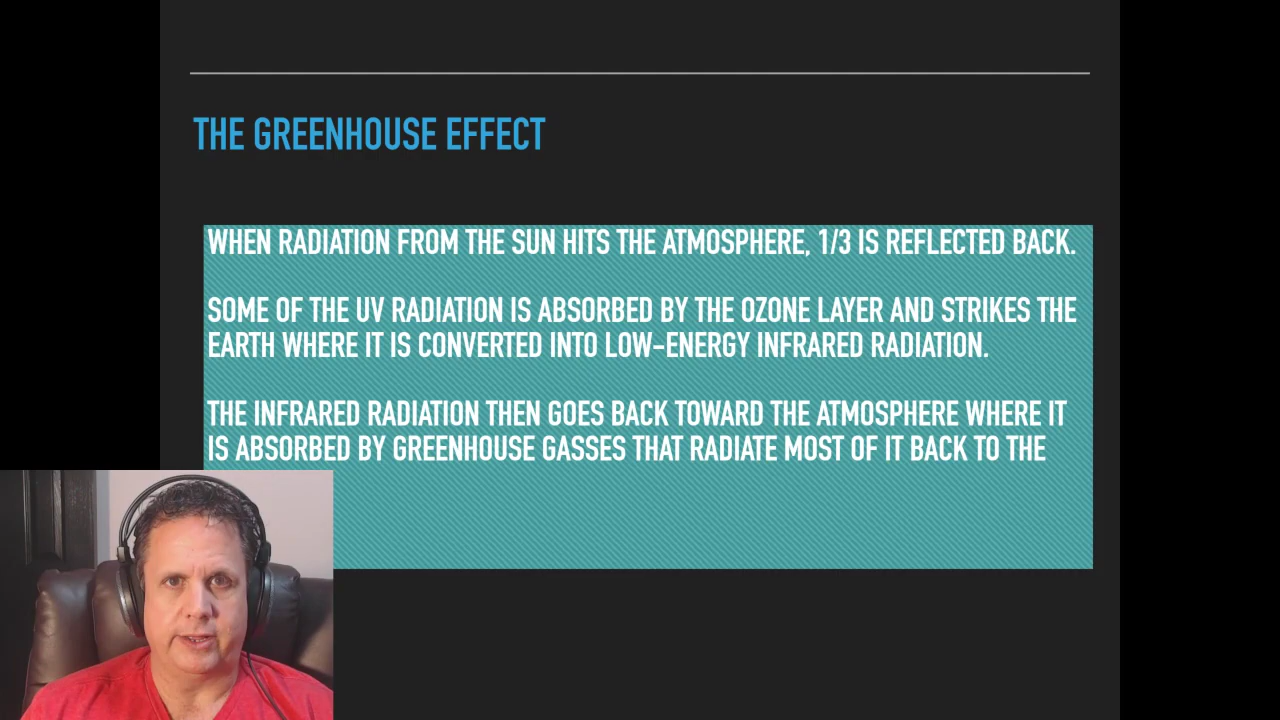 THE GREENHOUSE EFFECT
WHEN RADIATION FROM THE SUN HITS THE ATMOSPHERE, 1/3 IS REFLECTED BACK.
SOME OF THE UV RADIATION IS ABSORBED BY THE OZONE LAYER AND STRIKES THE
EARTH WHERE IT IS CONVERTED INTO LOW-ENERGY INFRARED RADIATION.
THE INFRARED RADIATION THEN GOES BACK TOWARD THE ATMOSPHERE WHERE IT
IS ABSORBED BY GREENHOUSE GASSES THAT RADIATE MOST OF IT BACK TO THE